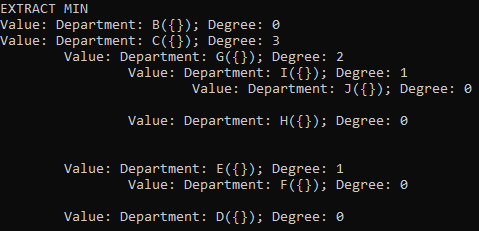 EXTRACT MIN
Value: Department: B({}); Degree: 0
Value: Department: C({}); Degree: 3
Value: Department: G({}); Degree: 2
Value: Department: I({}); Degree: 1
Value: Department: J({}); Degree: 0
Value: Department: H({}); Degree: 0
Value: Department: E({}); Degree: 1
Value: Department: F({}); Degree: 0
Value: Department: D({}); Degree: 0